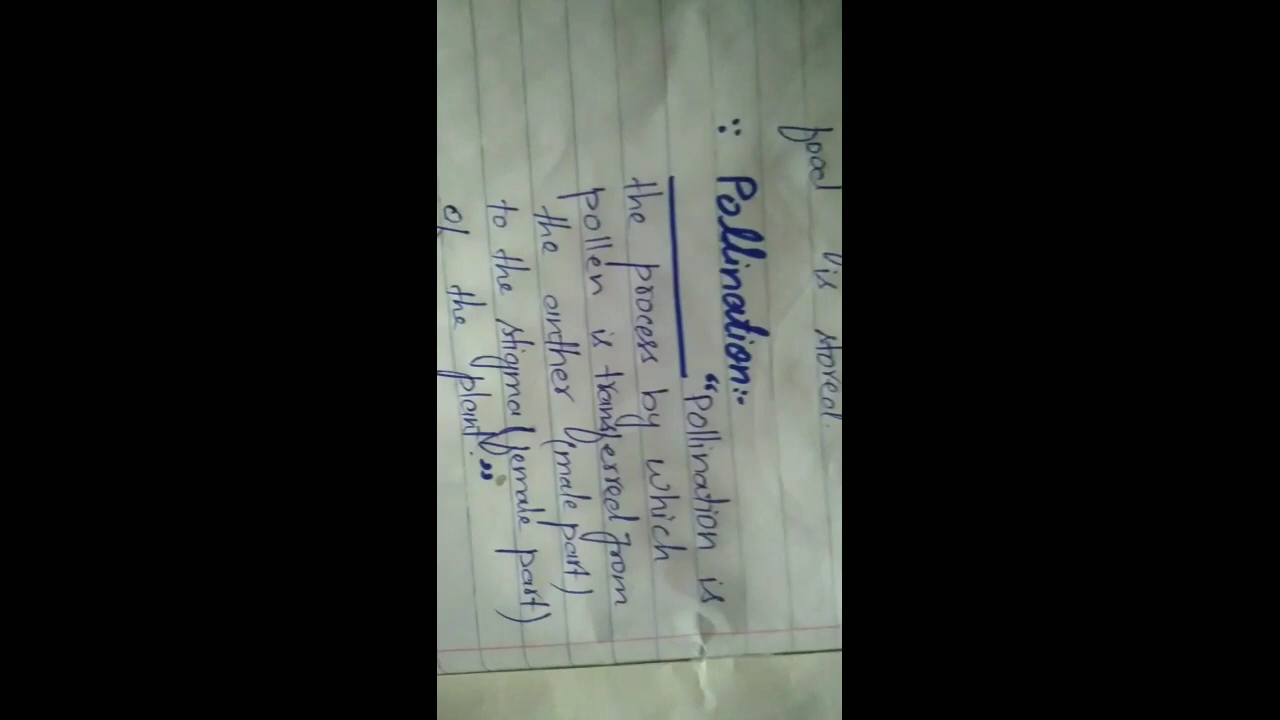 food is stored.
:: Pollination:-
"Pollination is
the process by which
pollen is transferred from
the anther (male part)
to the stigma (female part)
of the plant."